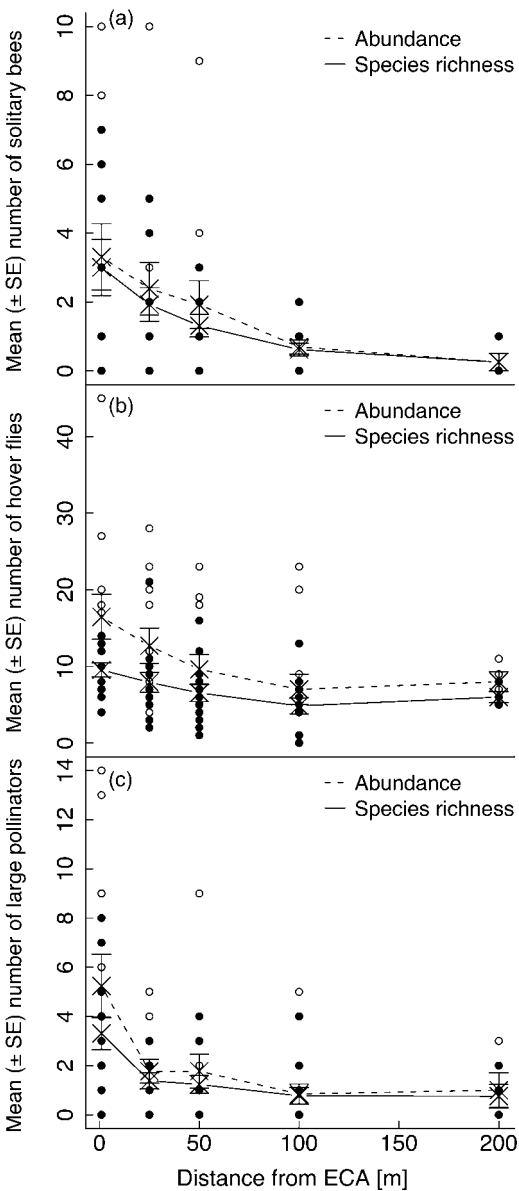 (a)
Abundance
Species richness
Mean (± SE) number of solitary bees
10
8
6
4
2
0
(b)
Abundance
Species richness
Mean (± SE) number of hover flies
40
30
20
10
0
(c)
Abundance
Species richness
Mean (± SE) number of large pollinators
14
12
10
8
6
4
2
0
0 50 100 150 200
Distance from ECA [m]